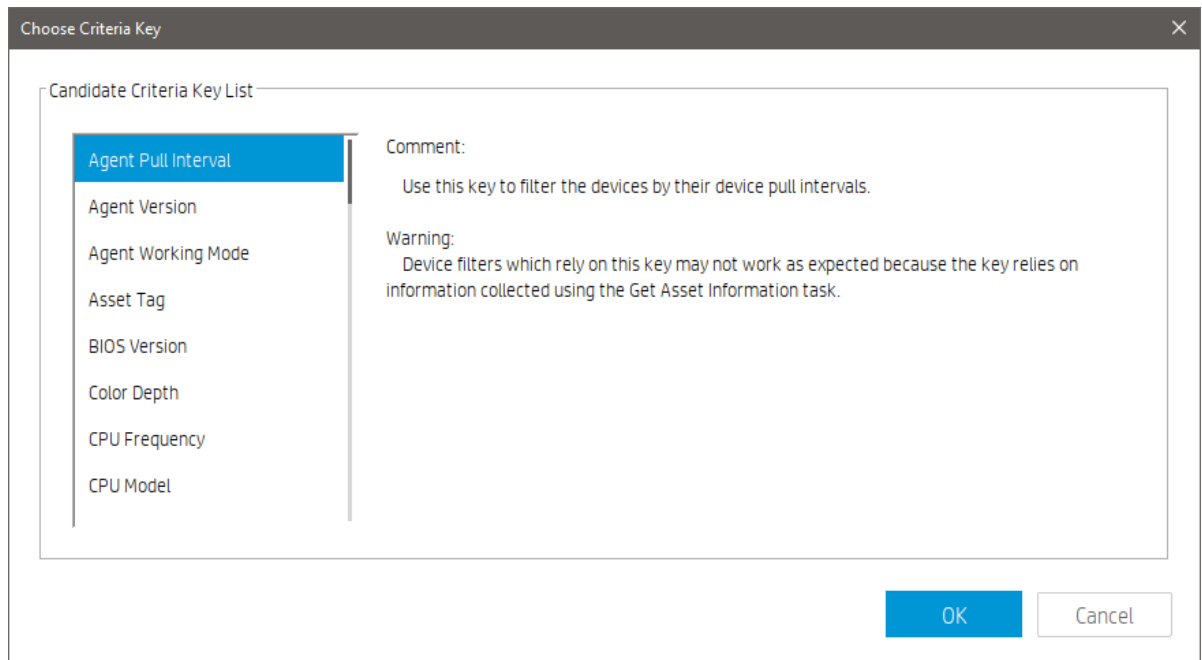 Choose Criteria Key
Candidate Criteria Key List
Agent Pull Interval
Agent Version
Agent Working Mode
Asset Tag
BIOS Version
Color Depth
CPU Frequency
CPU Model
Comment:
Use this key to filter the devices by their device pull intervals.
Warning:
Device filters which rely on this key may not work as expected because the key relies on
information collected using the Get Asset Information task.
OK
Cancel